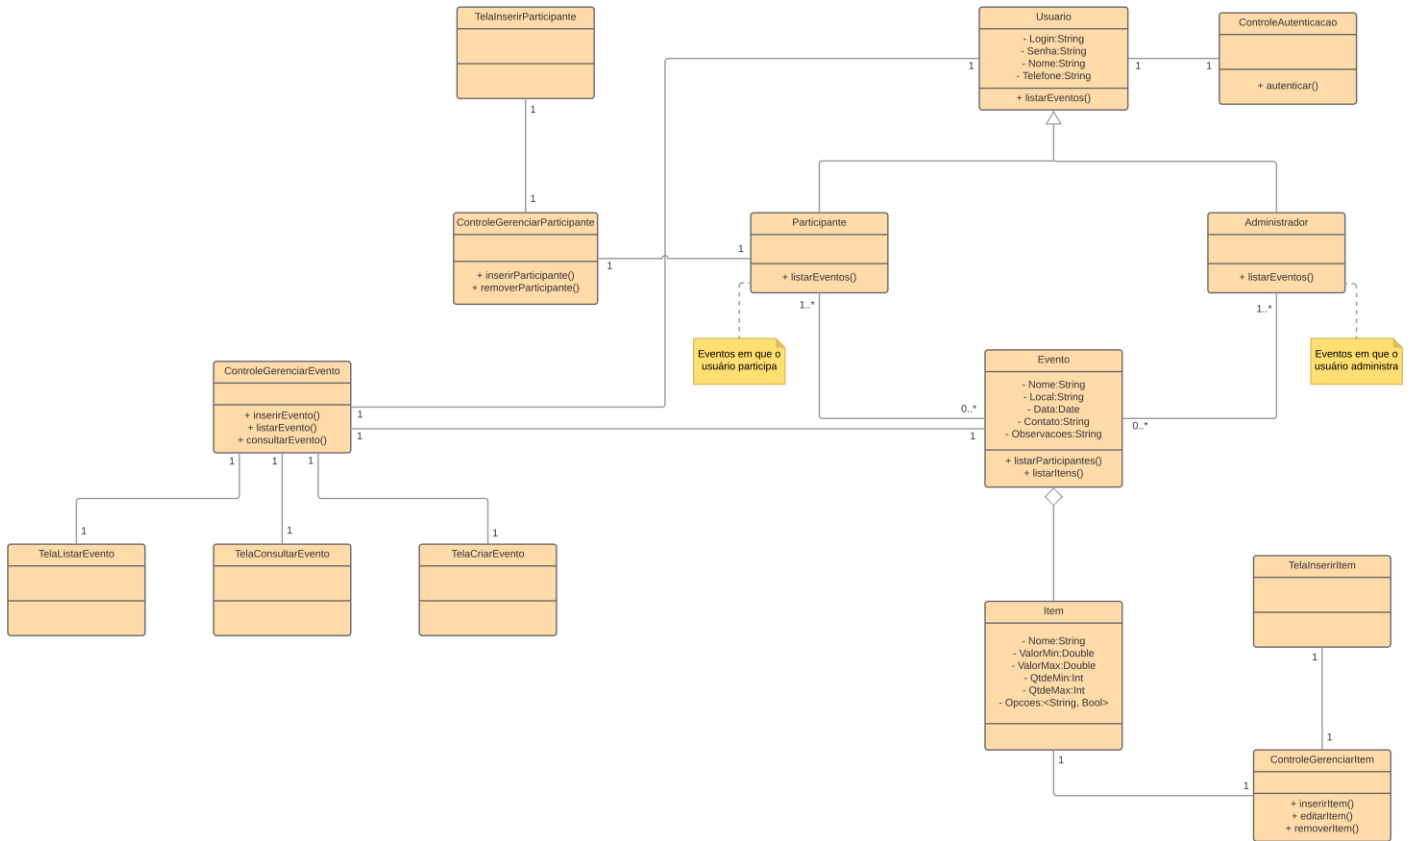 TelaInserirParticipante
1
1
ControleGerenciarParticipante
+ inserirParticipante()
+ removerParticipante()
1
1
Usuario
- Login:String
- Senha:String
- Nome:String
- Telefone:String
+ listarEventos()
1
1
1
ControleAutenticacao
+ autenticar()
Participante
+ listarEventos()
1..*
Administrador
+ listarEventos()
1..*
Eventos em que o
usuário participa
Eventos em que o
usuário administra
Evento
- Nome:String
- Local:String
- Data:Date
- Contato:String
- Observacoes:String
+ listarParticipantes()
+ listarItens()
0..*
0..*
1
ControleGerenciarEvento
+ inserirEvento()
+ listarEvento()
+ consultarEvento()
1
1
1
1
1
1
1
1
TelaListarEvento
TelaConsultarEvento
TelaCriarEvento
Item
- Nome:String
- ValorMin:Double
- ValorMax:Double
- QtdeMin:Int
- QtdeMax:Int
- Opcoes:<String, Bool>
1
1
TelaInserirItem
1
1
ControleGerenciarItem
+ inserirItem()
+ editarItem()
+ removerItem()